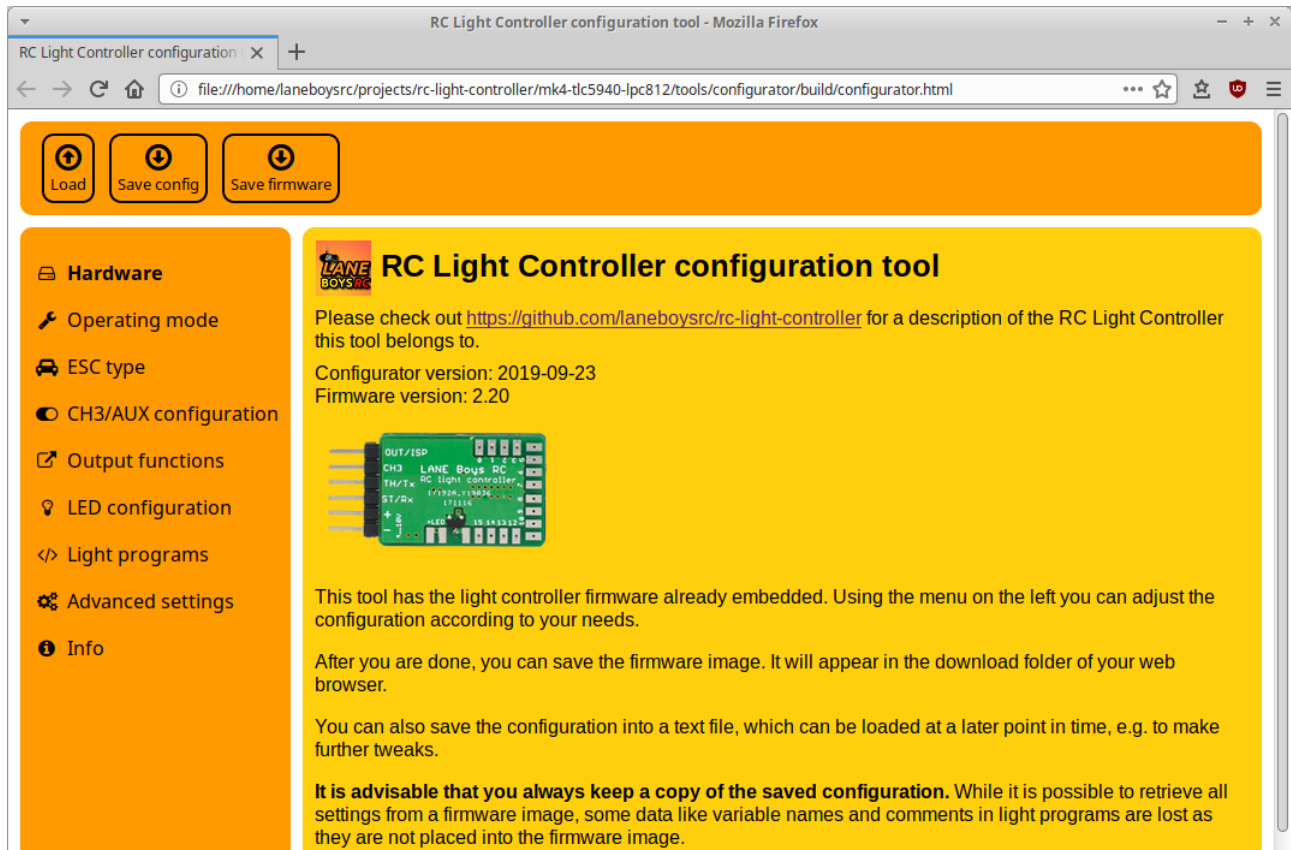 RC Light Controller configuration tool - Mozilla Firefox
RC Light Controller configuration
file:///home/laneboysrc/projects/rc-light-controller/mk4-tlc5940-lpc812/tools/configurator/build/configurator.html
Load
Save config
Save firmware
Hardware
Operating mode
ESC type
CH3/AUX configuration
Output functions
LED configuration
</> Light programs
Advanced settings
Info
LANE
BOYSRC
RC Light Controller configuration tool
Please check out https://github.com/laneboysrc/rc-light-controller for a description of the RC Light Controller
this tool belongs to.
Configurator version: 2019-09-23
Firmware version: 2.20
OUT/ISP
CH3 LANE Boys RC
TH/Tx RC light controller
ST/Rx
171116
+
-
+LED 15 14 13 12
This tool has the light controller firmware already embedded. Using the menu on the left you can adjust the
configuration according to your needs.
After you are done, you can save the firmware image. It will appear in the download folder of your web
browser.
You can also save the configuration into a text file, which can be loaded at a later point in time, e.g. to make
further tweaks.
It is advisable that you always keep a copy of the saved configuration. While it is possible to retrieve all
settings from a firmware image, some data like variable names and comments in light programs are lost as
they are not placed into the firmware image.